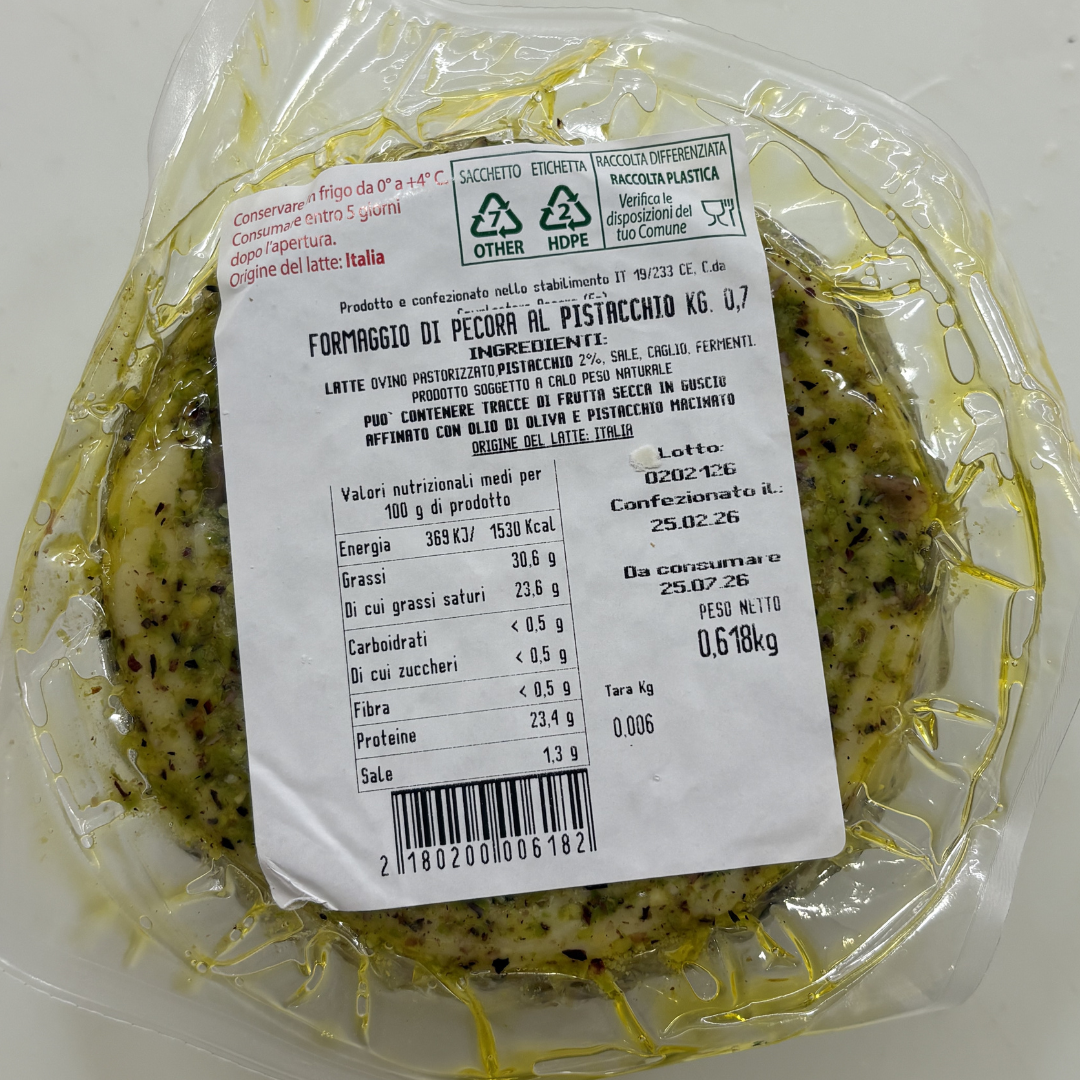 Conservare in frigo da 0° a +4° C.
Consumare entro 5 giorni
dopo l'apertura.
Origine del latte: Italia
SACCHETTO ETICHETTA
7 2
OTHER HDPE
RACCOLTA DIFFERENZIATA
RACCOLTA PLASTICA
Verifica le
disposizioni del
tuo Comune
Prodotto e confezionato nello stabilimento IT 19/233 CE, C.da
FORMAGGIO DI PECORA AL PISTACCHIO KG. 0,7
INGREDIENTI:
LATTE OVINO PASTORIZZATO,PISTACCHIO 2%, SALE, CAGLIO, FERMENTI.
PRODOTTO SOGGETTO A CALO PESO NATURALE
PUO` CONTENERE TRACCE DI FRUTTA SECCA IN GUSCIO
AFFINATO CON OLIO DI OLIVA E PISTACCHIO MACINATO
ORIGINE DEL LATTE: ITALIA
Valori nutrizionali medi per
100 g di prodotto
Energia 369 KJ/ 1530 Kcal
Grassi 30,6 g
Di cui grassi saturi 23,6 g
Carboidrati < 0,5 g
Di cui zuccheri < 0,5 g
Fibra < 0,5 g
Proteine 23,4 g
Sale 1,3 g
Lotto:
0202126
Confezionato il.:
25.02.26
Da consumare
25.07.26
PESO NETTO
0,618kg
Tara Kg
0.006
2 180200 006182